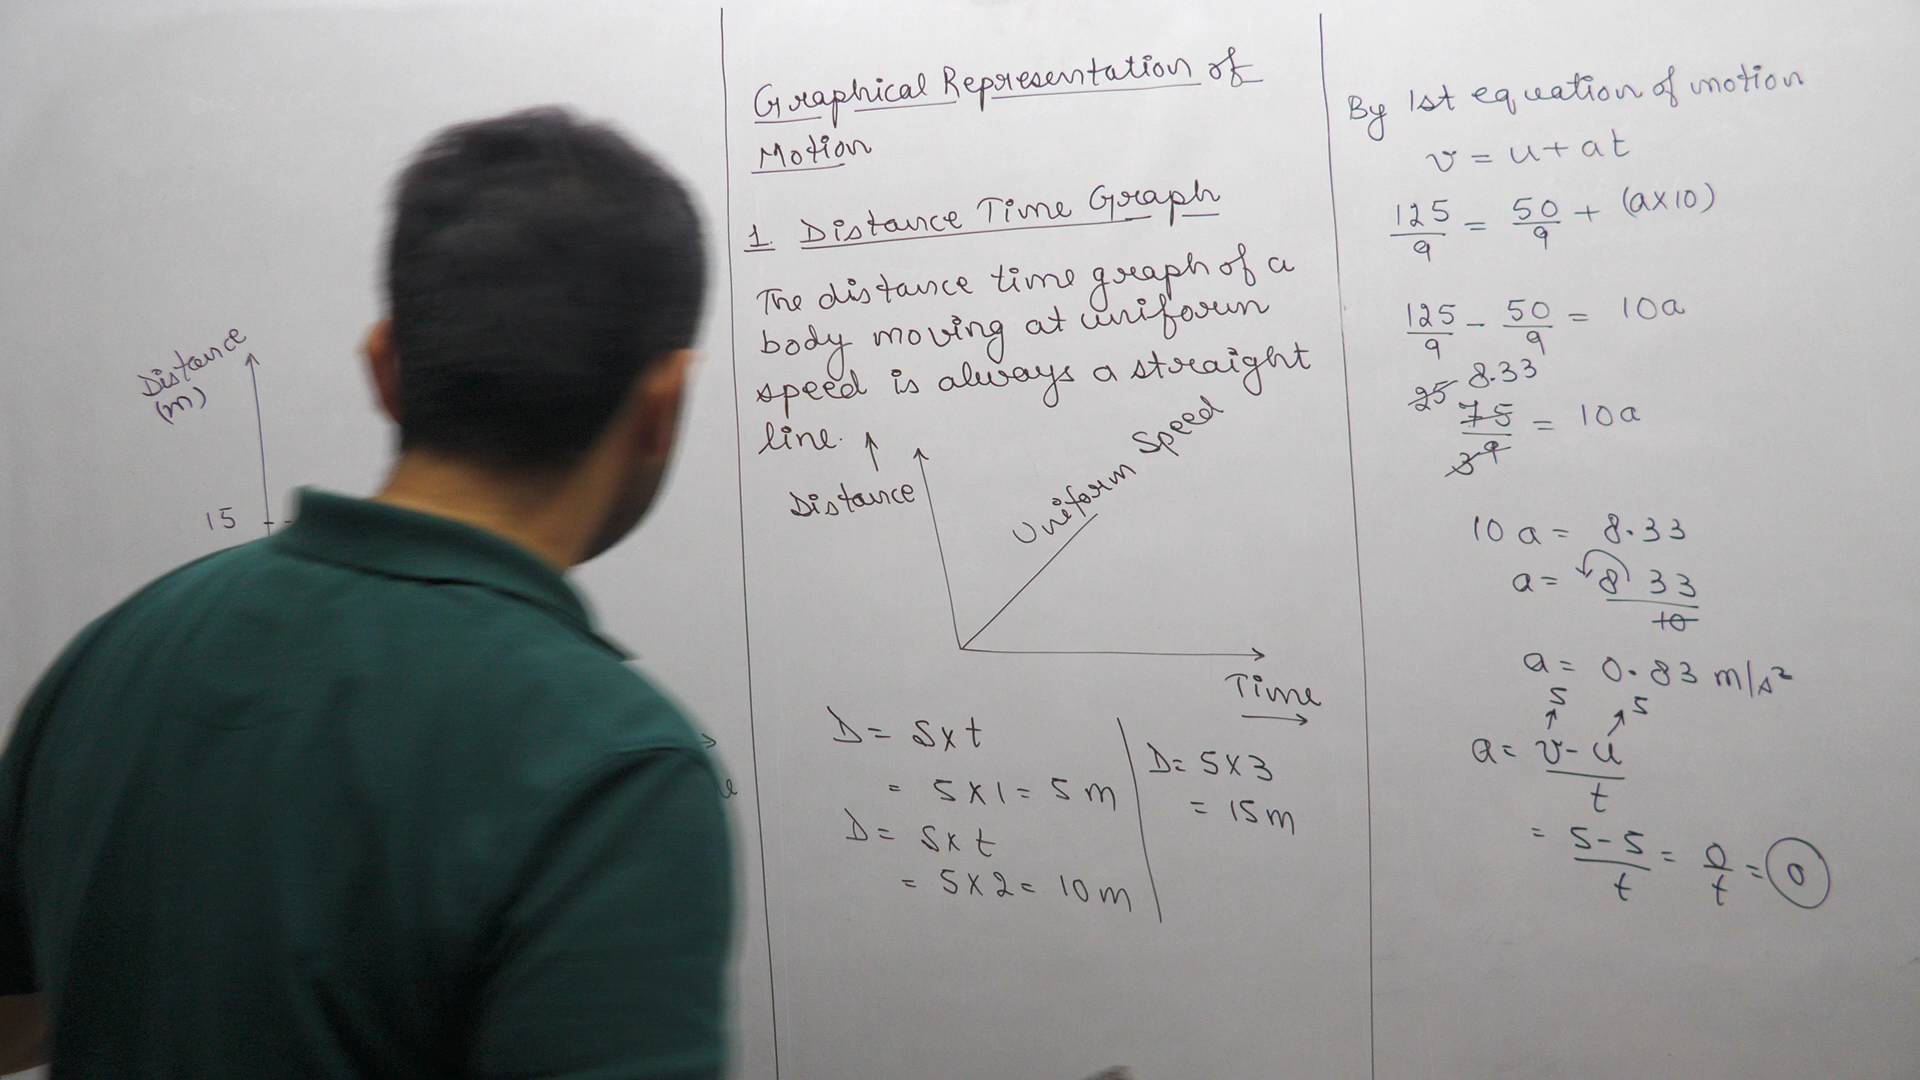 Distance
(m)
15
Graphical Representation of
Motion
1. Distance Time Graph
The distance time graph of a
body moving at uniform
speed is always a straight
line.
Distance
Uniform Speed
Time
D = S x t
= 5 x 1 = 5 m
D = S x t
= 5 x 2 = 10 m
D = 5 x 3
= 15 m
By 1st equation of motion
v = u + at
125/9 = 50/9 + (a x 10)
125/9 - 50/9 = 10a
25 8.33
75/9 = 10a
3
10 a = 8.33
a = 8 33/10
a = 0.83 m/s²
5 5
a = v - u/t
= 5 - 5/t = 0/t = 0